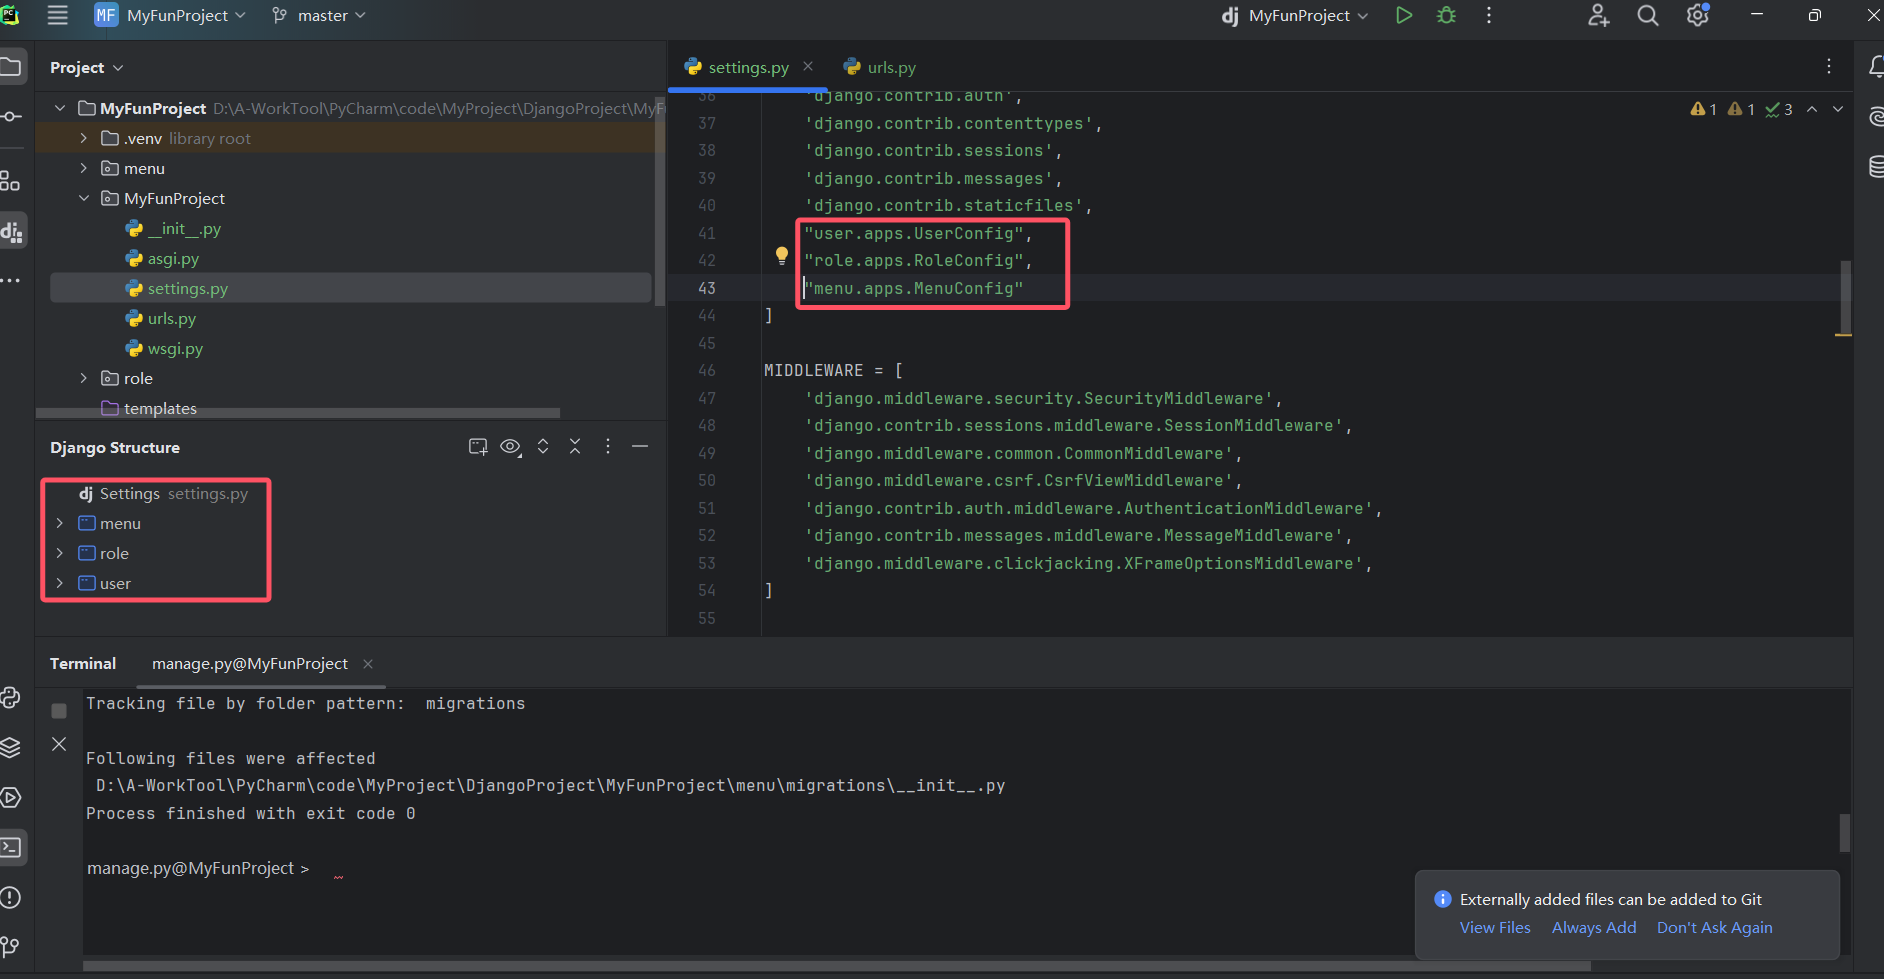 PC
MF MyFunProject
master
dj MyFunProject
Project
settings.py
urls.py
MyFunProject D:\A-WorkTool\PyCharm\code\MyProject\DjangoProject\MyF
.venv library root
menu
MyFunProject
__init__.py
asgi.py
settings.py
urls.py
wsgi.py
role
templates
1 1 3
36 'django.contrib.auth',
37 'django.contrib.contenttypes',
38 'django.contrib.sessions',
39 'django.contrib.messages',
40 'django.contrib.staticfiles',
41 "user.apps.UserConfig",
42 "role.apps.RoleConfig",
43 "menu.apps.MenuConfig"
44 ]
45
46 MIDDLEWARE = [
47 'django.middleware.security.SecurityMiddleware',
48 'django.contrib.sessions.middleware.SessionMiddleware',
49 'django.middleware.common.CommonMiddleware',
50 'django.middleware.csrf.CsrfViewMiddleware',
51 'django.contrib.auth.middleware.AuthenticationMiddleware',
52 'django.contrib.messages.middleware.MessageMiddleware',
53 'django.middleware.clickjacking.XFrameOptionsMiddleware',
54 ]
55
dj
Django Structure
dj Settings settings.py
menu
role
user
Terminal
manage.py@MyFunProject
Tracking file by folder pattern:  migrations
Following files were affected
D:\A-WorkTool\PyCharm\code\MyProject\DjangoProject\MyFunProject\menu\migrations\__init__.py
Process finished with exit code 0
manage.py@MyFunProject >
Externally added files can be added to Git
View Files Always Add Don't Ask Again